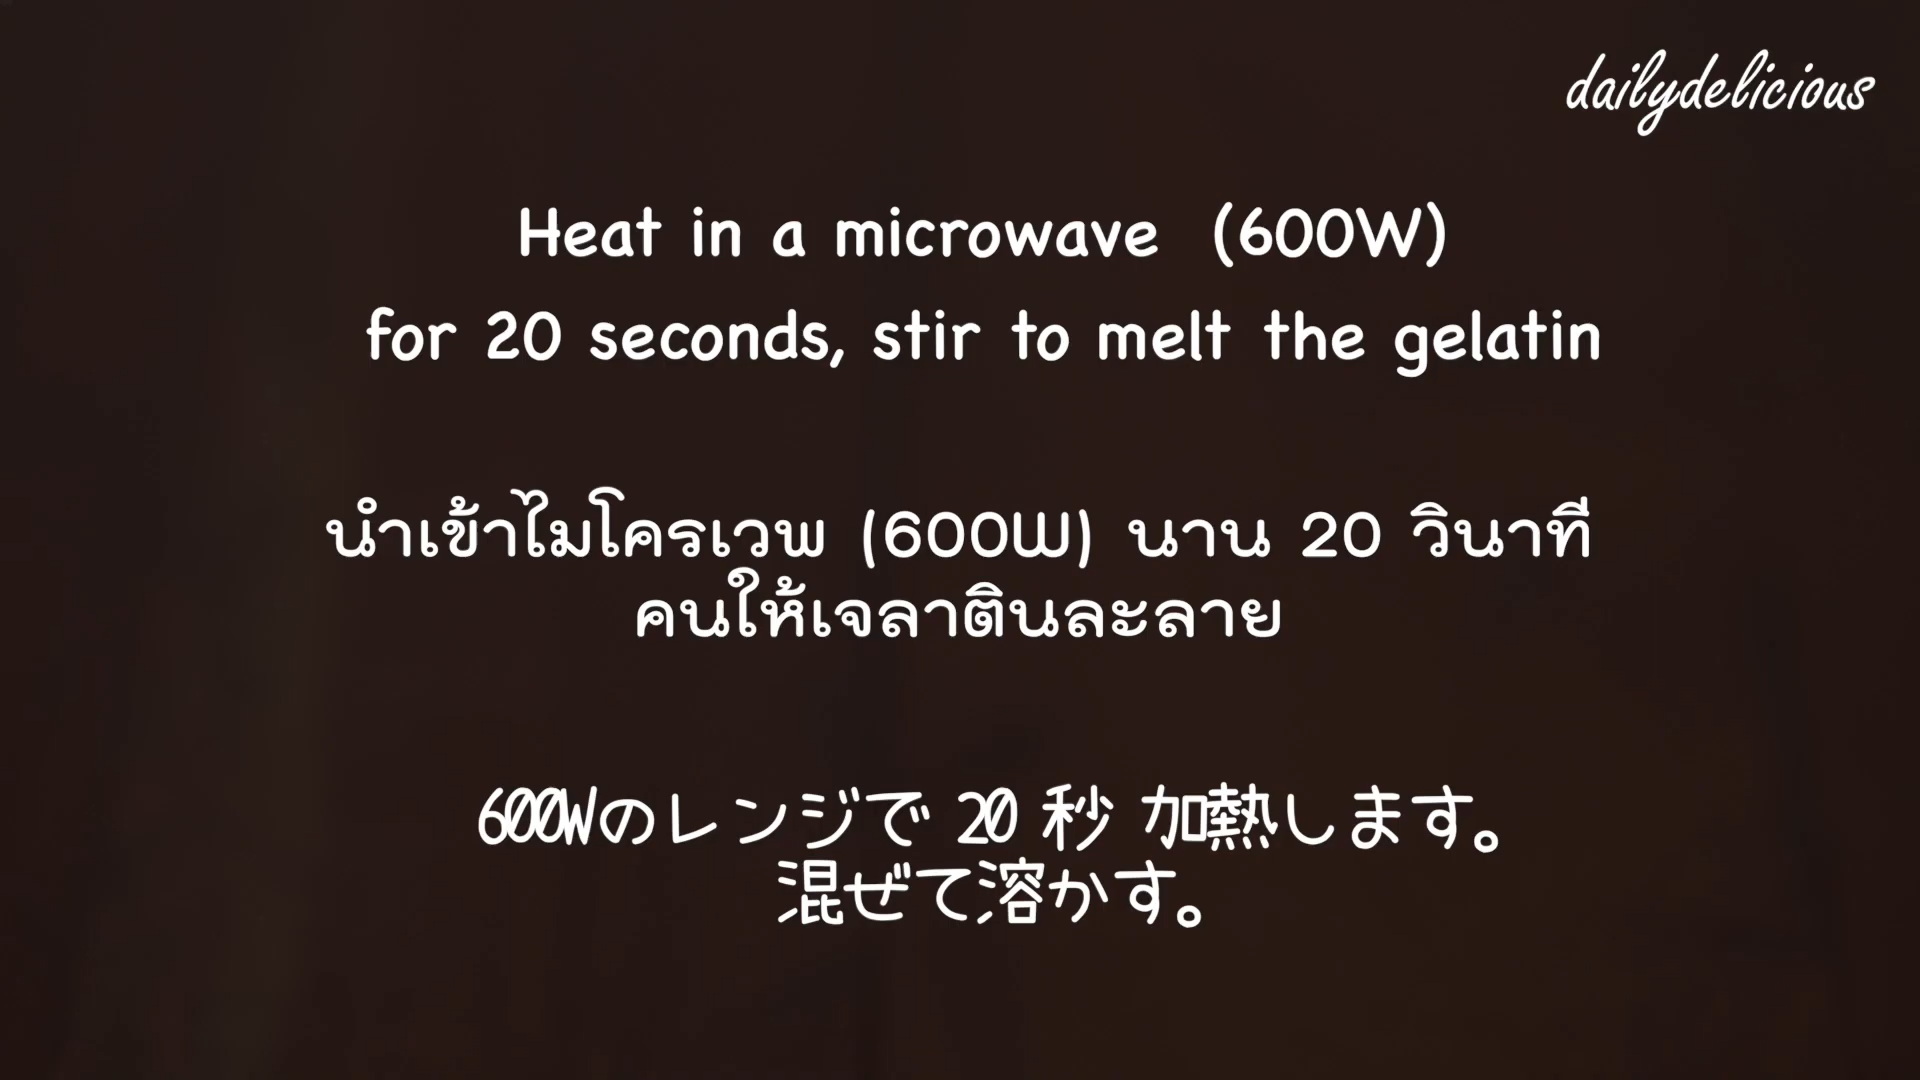 dailydelicious
Heat in a microwave (600W)
for 20 seconds, stir to melt the gelatin
นำเข้าไมโครเวพ (600W) นาน 20 วินาที
คนให้เจลาตินละลาย
600Wのレンジで 20 秒 加熱します。
混ぜて溶かす。